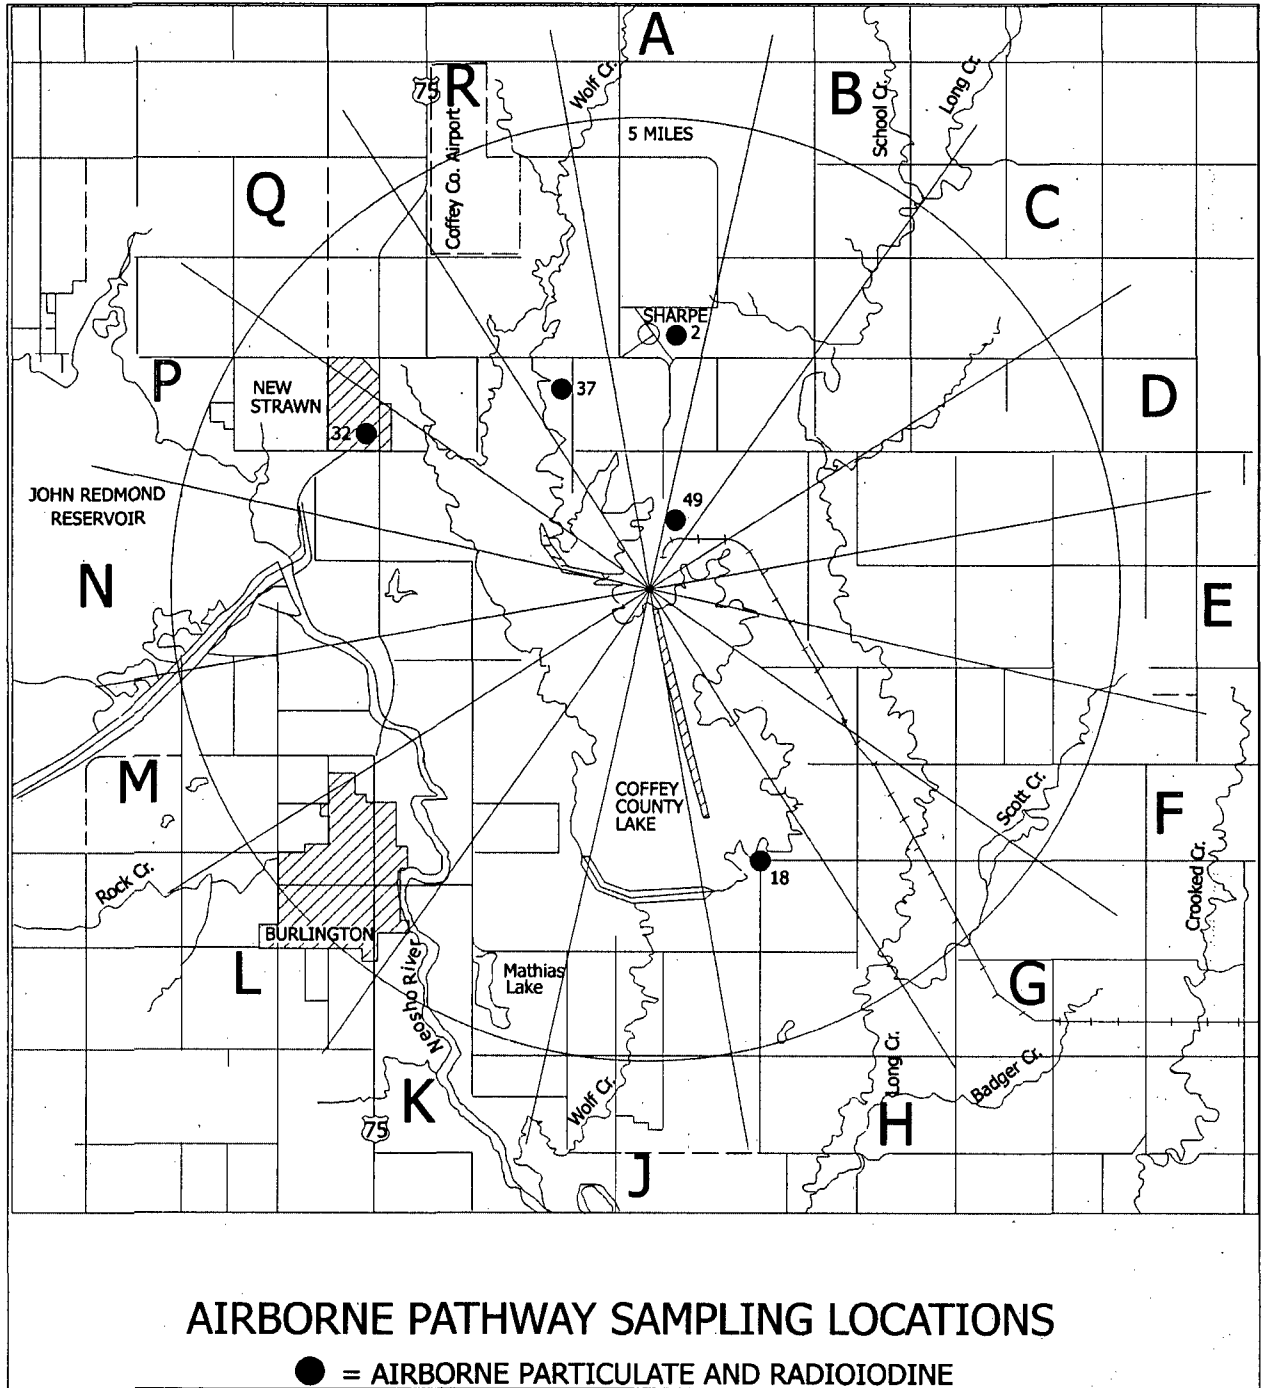 A
Wolf Cr.
75
R
Coffey Co. Airport
B
School Cr.
Long Cr.
5 MILES
Q
C
SHARPE
2
P
NEW
STRAWN
37
D
32
JOHN REDMOND
RESERVOIR
49
N
E
M
COFFEY
COUNTY
LAKE
Scott Cr.
F
Rock Cr.
18
Crooked Cr.
BURLINGTON
L
Neosho River
Mathias
Lake
G
Long Cr.
Badger Cr.
K
Wolf Cr.
H
75
J
AIRBORNE PATHWAY SAMPLING LOCATIONS
= AIRBORNE PARTICULATE AND RADIOIODINE